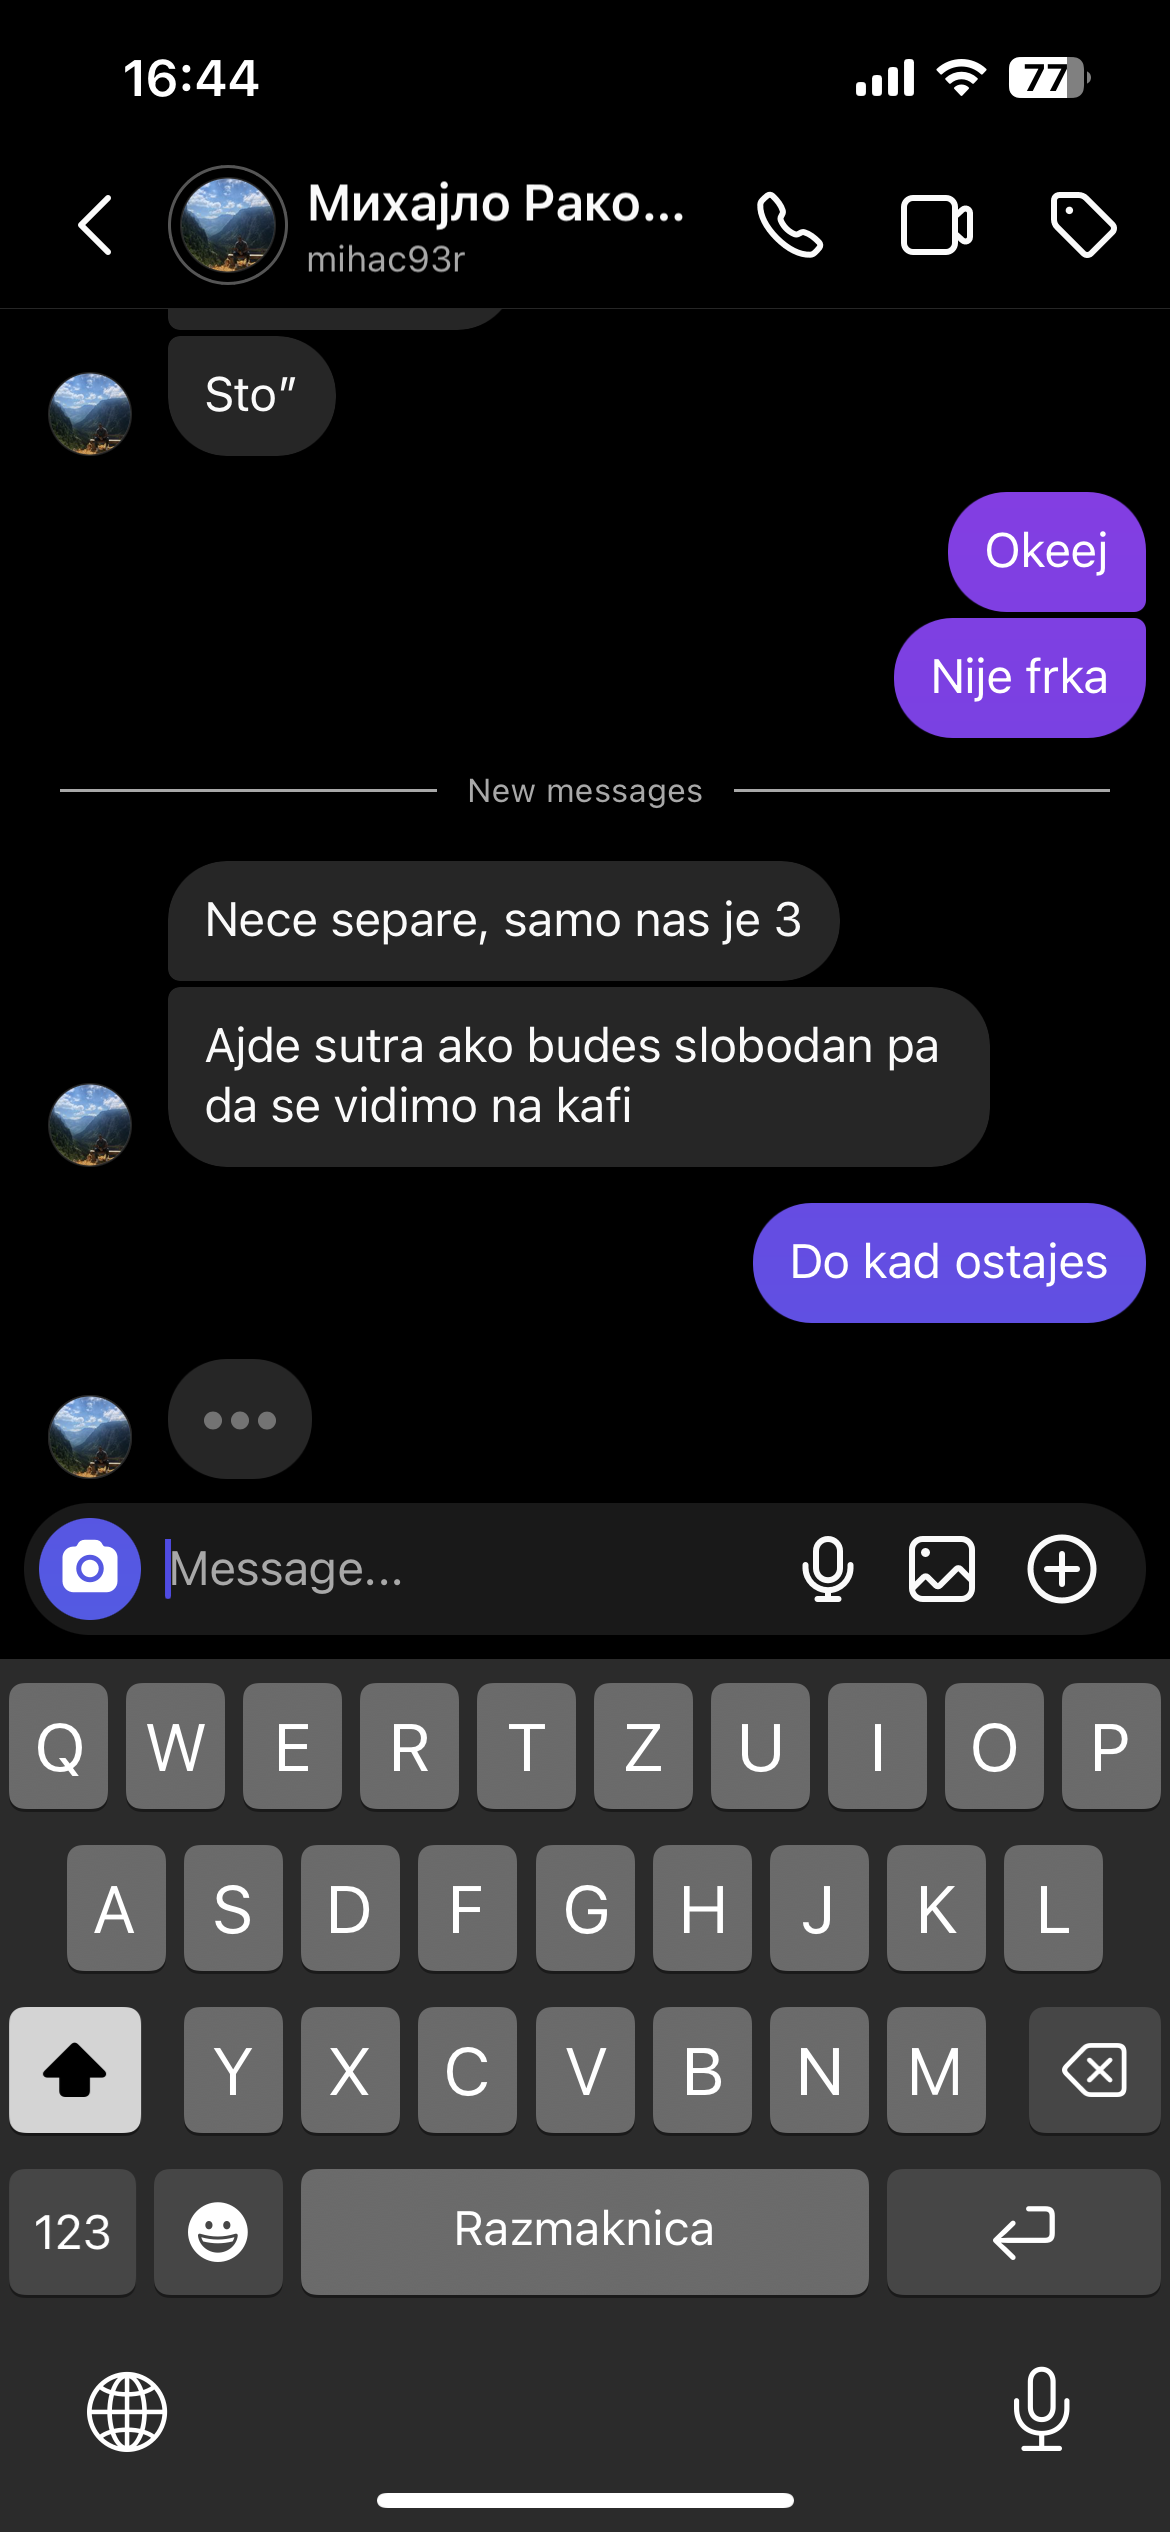 16:44
77
Михајло Рако...
mihac93r
Sto”
Okeej
Nije frka
New messages
Nece separe, samo nas je 3
Ajde sutra ako budes slobodan pa
da se vidimo na kafi
Do kad ostajes
Message...
Q W E R T Z U I O P
A S D F G H J K L
Y X C V B N M
123
Razmaknica